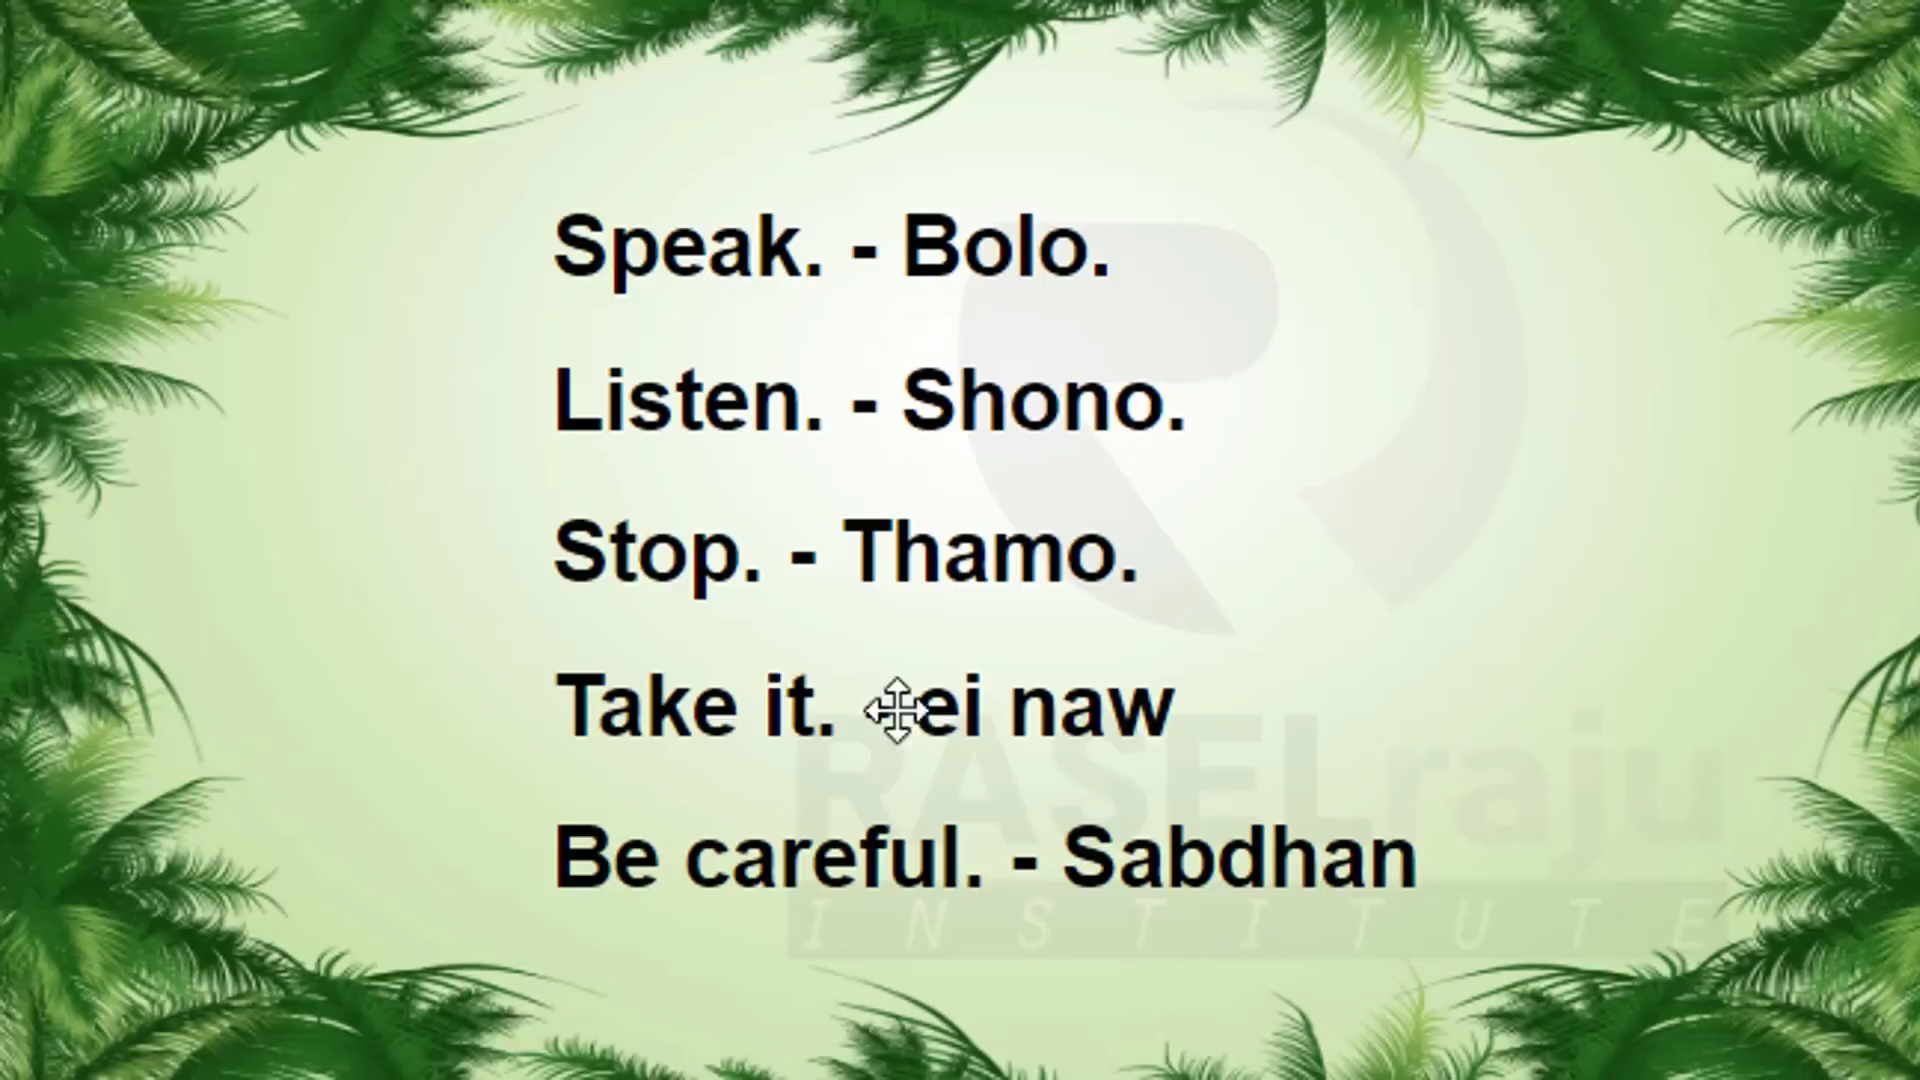 Speak. - Bolo.
Listen. - Shono.
Stop. - Thamo.
Take it. ei naw
Be careful. - Sabdhan
RASELraju
INSTITUTE